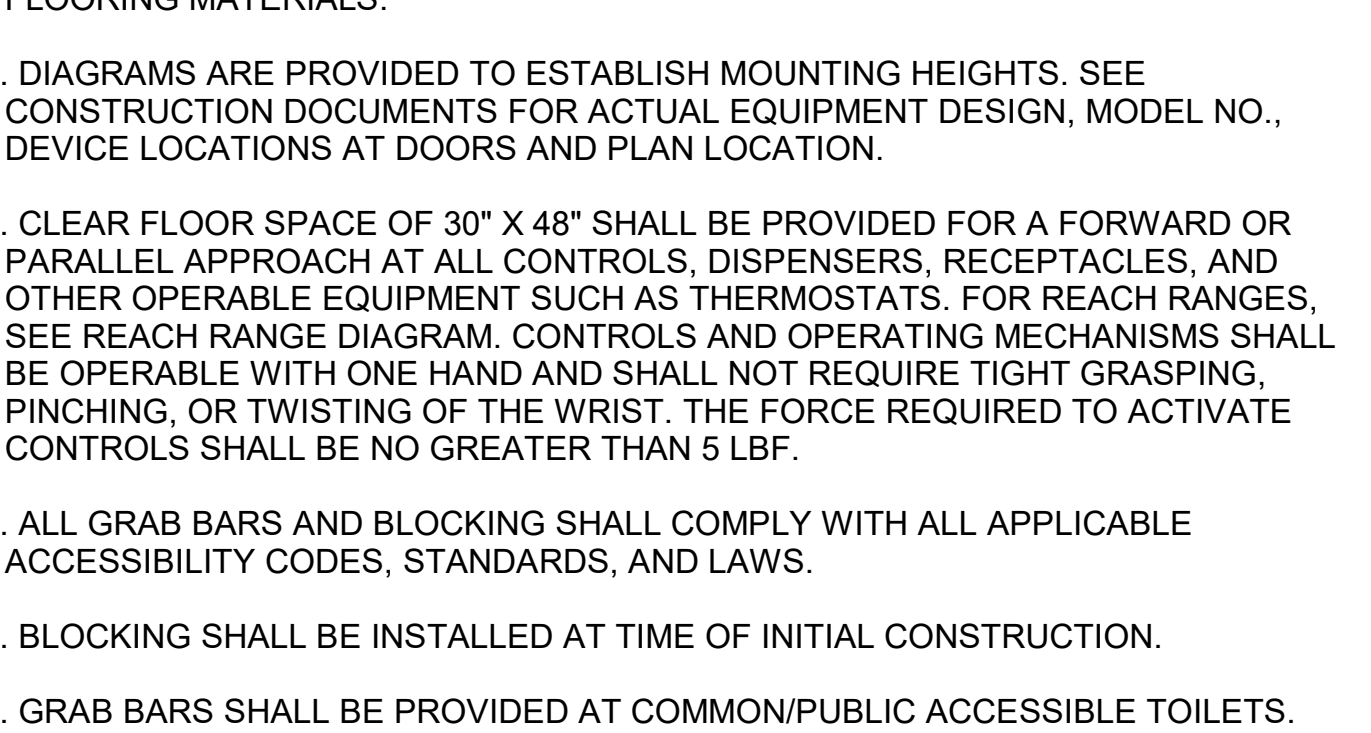 FLOORING MATERIALS.
. DIAGRAMS ARE PROVIDED TO ESTABLISH MOUNTING HEIGHTS. SEE
CONSTRUCTION DOCUMENTS FOR ACTUAL EQUIPMENT DESIGN, MODEL NO.,
DEVICE LOCATIONS AT DOORS AND PLAN LOCATION.
. CLEAR FLOOR SPACE OF 30" X 48" SHALL BE PROVIDED FOR A FORWARD OR
PARALLEL APPROACH AT ALL CONTROLS, DISPENSERS, RECEPTACLES, AND
OTHER OPERABLE EQUIPMENT SUCH AS THERMOSTATS. FOR REACH RANGES,
SEE REACH RANGE DIAGRAM. CONTROLS AND OPERATING MECHANISMS SHALL
BE OPERABLE WITH ONE HAND AND SHALL NOT REQUIRE TIGHT GRASPING,
PINCHING, OR TWISTING OF THE WRIST. THE FORCE REQUIRED TO ACTIVATE
CONTROLS SHALL BE NO GREATER THAN 5 LBF.
. ALL GRAB BARS AND BLOCKING SHALL COMPLY WITH ALL APPLICABLE
ACCESSIBILITY CODES, STANDARDS, AND LAWS.
. BLOCKING SHALL BE INSTALLED AT TIME OF INITIAL CONSTRUCTION.
. GRAB BARS SHALL BE PROVIDED AT COMMON/PUBLIC ACCESSIBLE TOILETS.